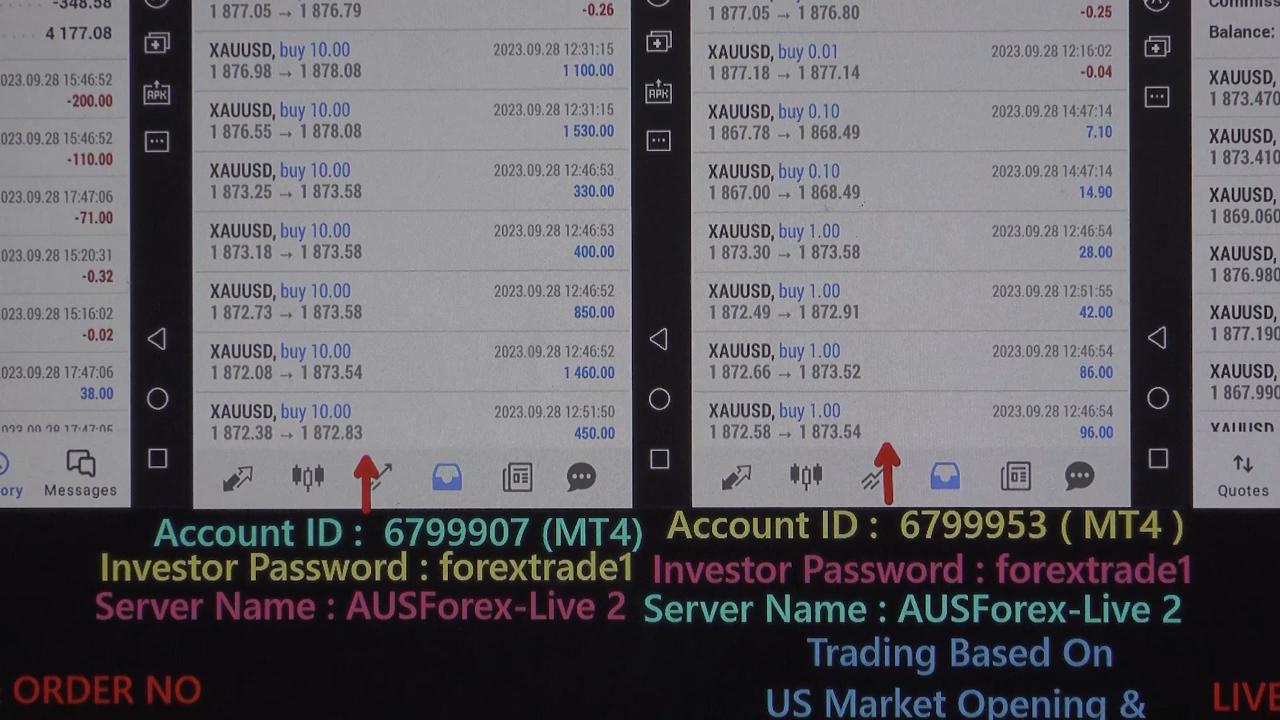 -348.58
4 177.08
023.09.28 15:46:52
-200.00
023.09.28 15:46:52
-110.00
023.09.28 17:47:06
-71.00
023.09.28 15:20:31
-0.32
023.09.28 15:16:02
-0.02
023.09.28 17:47:06
38.00
ory Messages
APK
1 877.05 → 1 876.79 -0.26
XAUUSD, buy 10.00 2023.09.28 12:31:15
1 876.98 → 1 878.08 1 100.00
XAUUSD, buy 10.00 2023.09.28 12:31:15
1 876.55 → 1 878.08 1 530.00
XAUUSD, buy 10.00 2023.09.28 12:46:53
1 873.25 → 1 873.58 330.00
XAUUSD, buy 10.00 2023.09.28 12:46:53
1 873.18 → 1 873.58 400.00
XAUUSD, buy 10.00 2023.09.28 12:46:52
1 872.73 → 1 873.58 850.00
XAUUSD, buy 10.00 2023.09.28 12:46:52
1 872.08 → 1 873.54 1 460.00
XAUUSD, buy 10.00 2023.09.28 12:51:50
1 872.38 → 1 872.83 450.00
APK
1 877.05 → 1 876.80 -0.25
XAUUSD, buy 0.01 2023.09.28 12:16:02
1 877.18 → 1 877.14 -0.04
XAUUSD, buy 0.10 2023.09.28 14:47:14
1 867.78 → 1 868.49 7.10
XAUUSD, buy 0.10 2023.09.28 14:47:14
1 867.00 → 1 868.49 14.90
XAUUSD, buy 1.00 2023.09.28 12:46:54
1 873.30 → 1 873.58 28.00
XAUUSD, buy 1.00 2023.09.28 12:51:55
1 872.49 → 1 872.91 42.00
XAUUSD, buy 1.00 2023.09.28 12:46:54
1 872.66 → 1 873.52 86.00
XAUUSD, buy 1.00 2023.09.28 12:46:54
1 872.58 → 1 873.54 96.00
Balance:
XAUUSD,
1 873.470
XAUUSD,
1 873.410
XAUUSD,
1 869.060
XAUUSD,
1 876.980
XAUUSD,
1 877.190
XAUUSD,
1 867.990
Quotes
Account ID : 6799907 (MT4)
Investor Password : forextrade1
Server Name : AUSForex-Live 2
Account ID : 6799953 ( MT4 )
Investor Password : forextrade1
Server Name : AUSForex-Live 2
Trading Based On
US Market Opening &
ORDER NO
LIVE